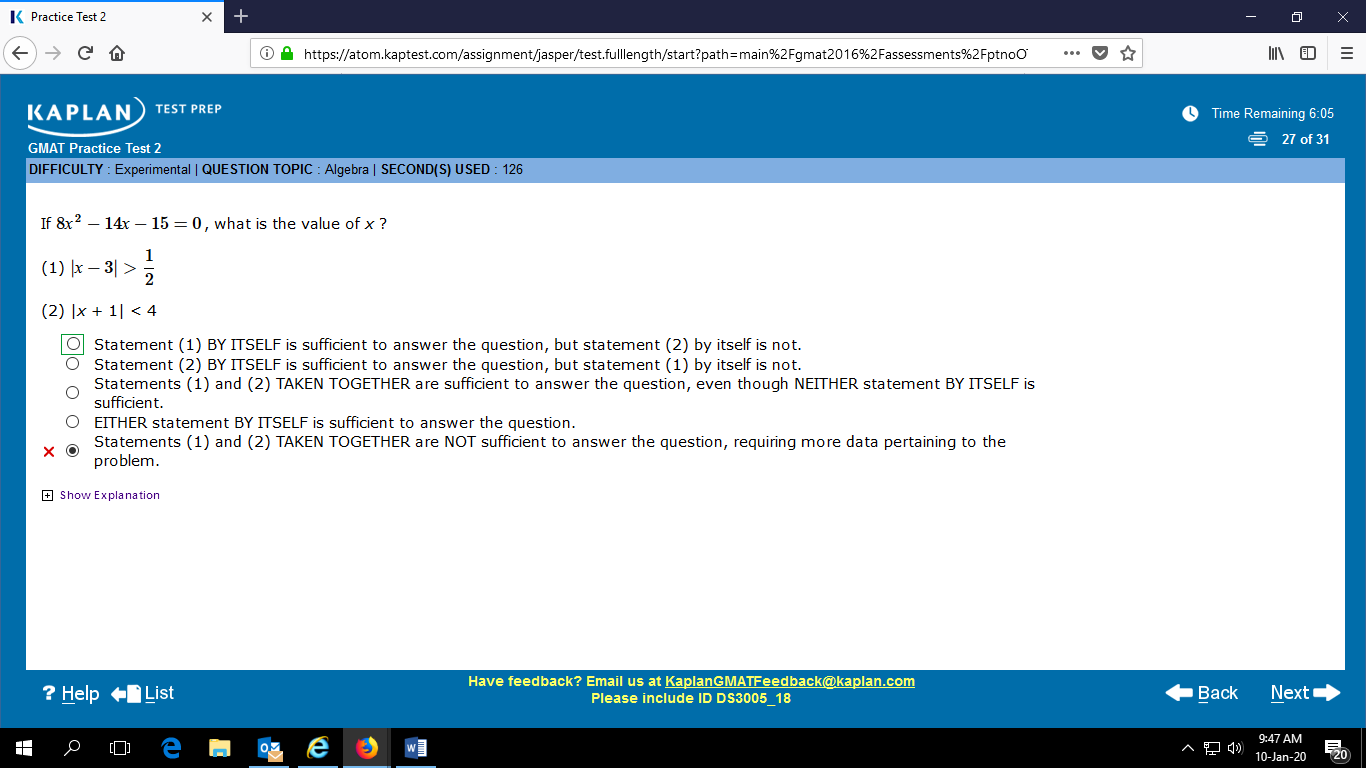 Practice Test 2
https://atom.kaptest.com/assignment/jasper/test.fulllength/start?path=main%2Fgmat2016%2Fassessments%2FptnoO
KAPLAN TEST PREP
Time Remaining 6:05
GMAT Practice Test 2
27 of 31
DIFFICULTY : Experimental | QUESTION TOPIC : Algebra | SECOND(S) USED : 126
If 8x² – 14x – 15 = 0, what is the value of x ?
(1) |x – 3| > 1/2
(2) |x + 1| < 4
Statement (1) BY ITSELF is sufficient to answer the question, but statement (2) by itself is not.
Statement (2) BY ITSELF is sufficient to answer the question, but statement (1) by itself is not.
Statements (1) and (2) TAKEN TOGETHER are sufficient to answer the question, even though NEITHER statement BY ITSELF is
sufficient.
EITHER statement BY ITSELF is sufficient to answer the question.
Statements (1) and (2) TAKEN TOGETHER are NOT sufficient to answer the question, requiring more data pertaining to the
problem.
Show Explanation
? Help
List
Have feedback? Email us at KaplanGMATFeedback@kaplan.com
Please include ID DS3005_18
Back
Next
9:47 AM
10-Jan-20
20